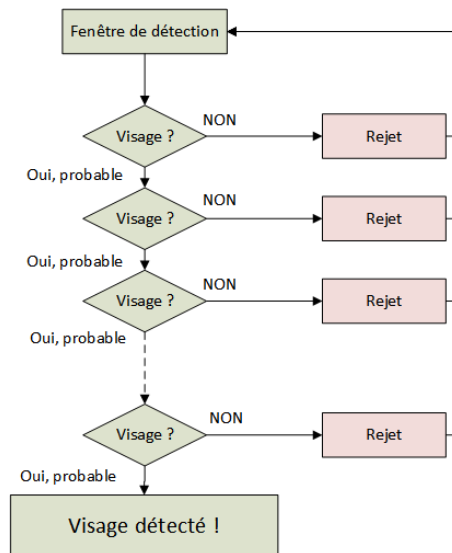 Fenêtre de détection
Visage ?
NON
Rejet
Oui, probable
Visage ?
NON
Rejet
Oui, probable
Visage ?
NON
Rejet
Oui, probable
Visage ?
NON
Rejet
Oui, probable
Visage détecté !